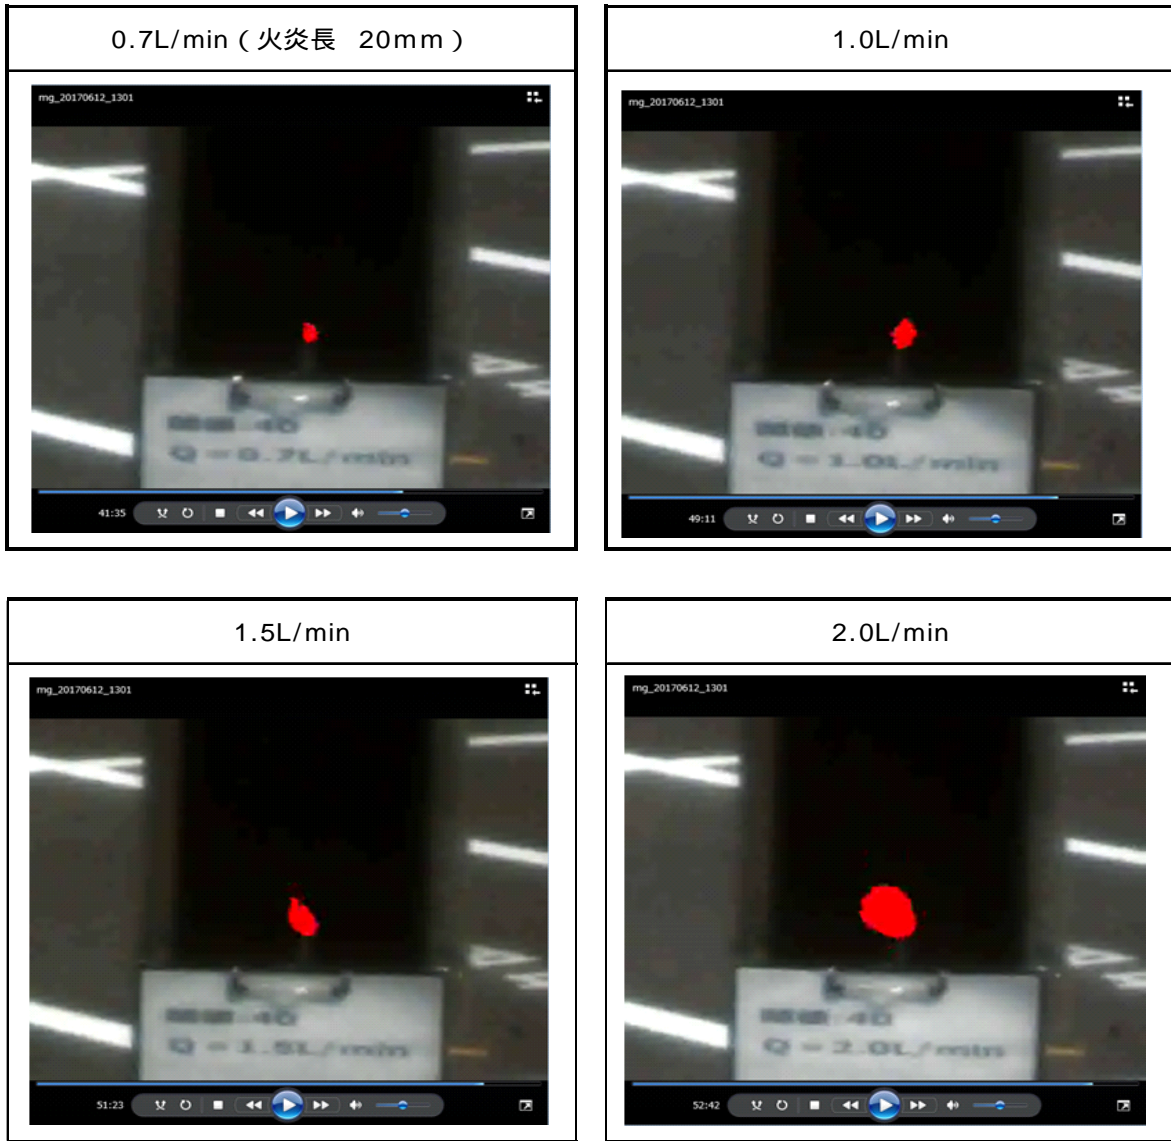 0.7L/min ( 火炎長 20mm )
mg_20170612_1301
Q = 0.7L/min
41:35
1.0L/min
mg_20170612_1301
Q = 1.0L/min
49:11
1.5L/min
mg_20170612_1301
Q = 1.5L/min
51:23
2.0L/min
mg_20170612_1301
Q = 2.0L/min
52:42